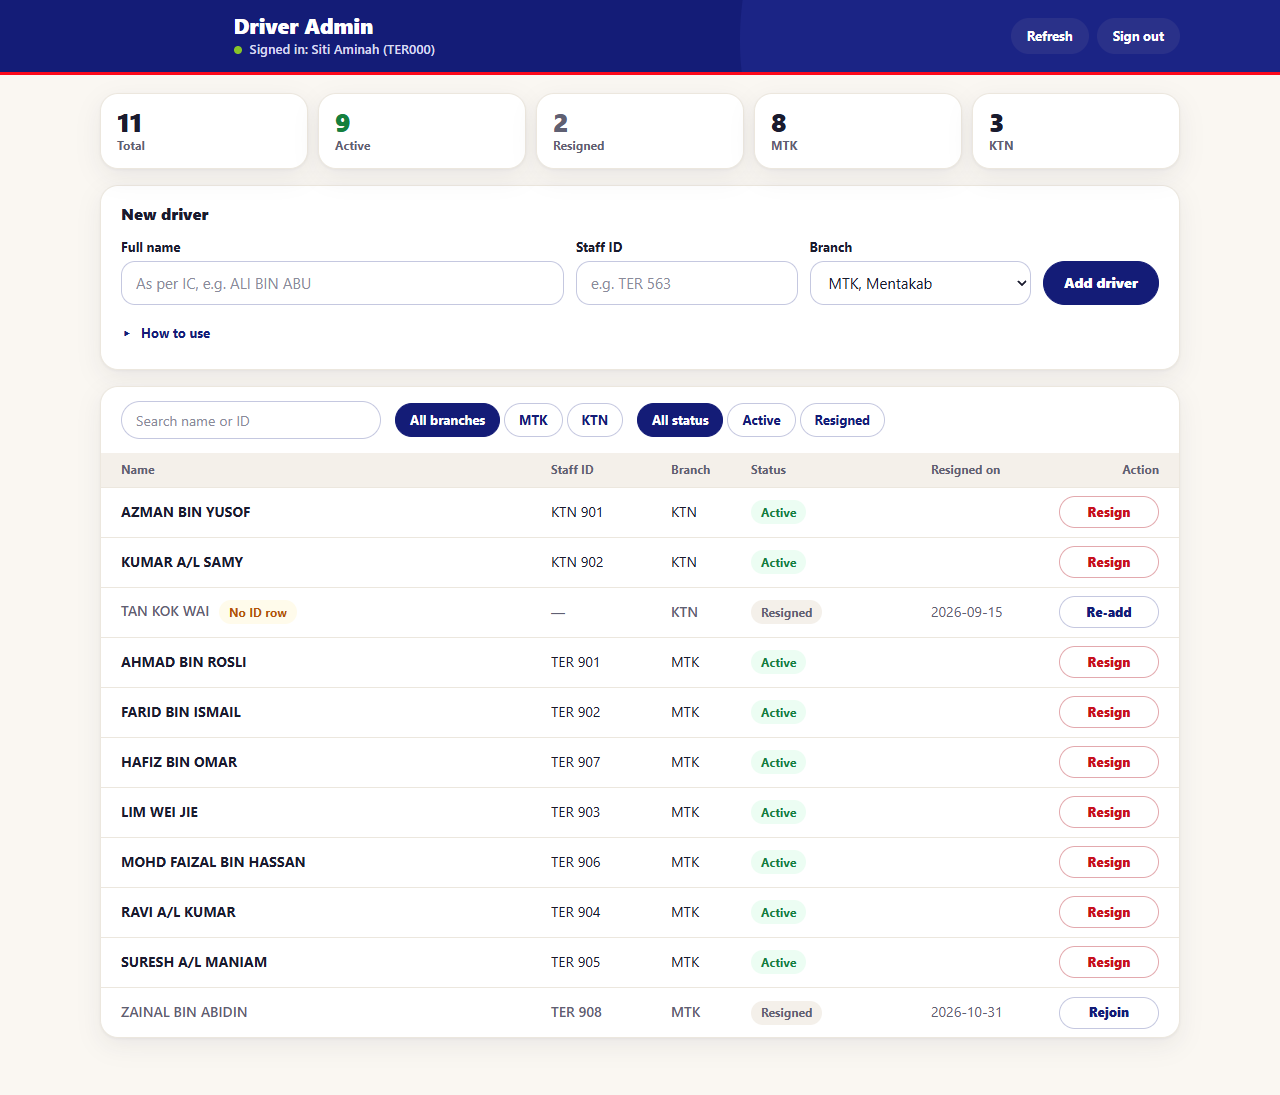 Driver Admin
Signed in: Siti Aminah (TER000)
Refresh
Sign out
11
Total
9
Active
2
Resigned
8
MTK
3
KTN
New driver
Full name
Staff ID
Branch
As per IC, e.g. ALI BIN ABU
e.g. TER 563
MTK, Mentakab
Add driver
How to use
Search name or ID
All branches
MTK
KTN
All status
Active
Resigned
Name Staff ID Branch Status Resigned on Action
AZMAN BIN YUSOF KTN 901 KTN Active Resign
KUMAR A/L SAMY KTN 902 KTN Active Resign
TAN KOK WAI No ID row — KTN Resigned 2026-09-15 Re-add
AHMAD BIN ROSLI TER 901 MTK Active Resign
FARID BIN ISMAIL TER 902 MTK Active Resign
HAFIZ BIN OMAR TER 907 MTK Active Resign
LIM WEI JIE TER 903 MTK Active Resign
MOHD FAIZAL BIN HASSAN TER 906 MTK Active Resign
RAVI A/L KUMAR TER 904 MTK Active Resign
SURESH A/L MANIAM TER 905 MTK Active Resign
ZAINAL BIN ABIDIN TER 908 MTK Resigned 2026-10-31 Rejoin